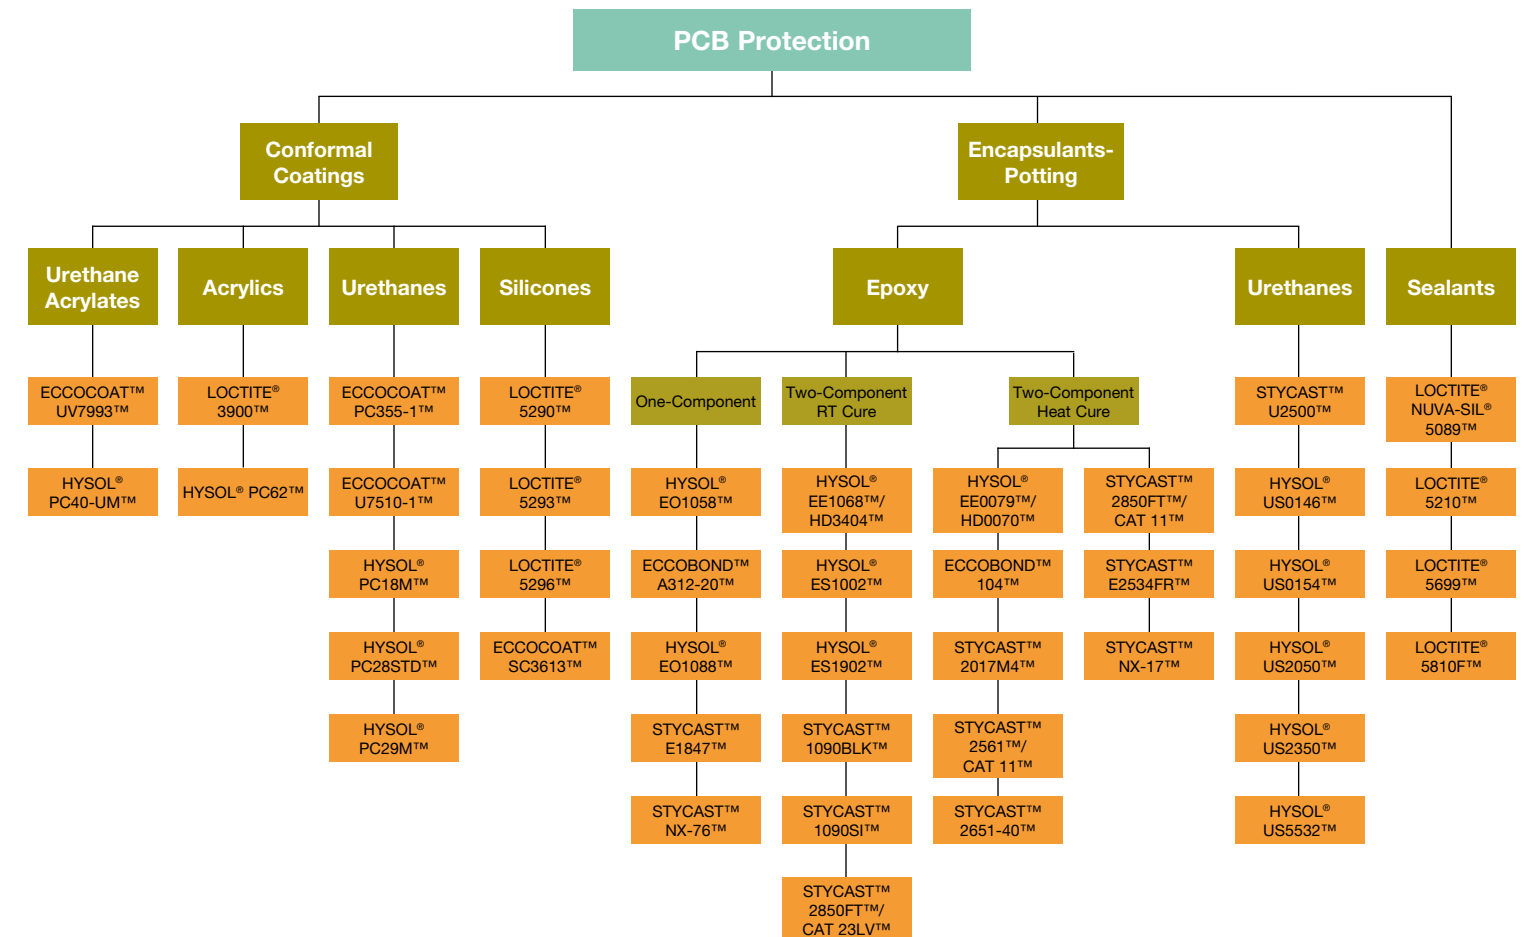 PCB Protection
Conformal
Coatings
Encapsulants-
Potting
Urethane
Acrylates
Acrylics
Urethanes
Silicones
Epoxy
Urethanes
Sealants
ECCOCOAT™
UV7993™
LOCTITE®
3900™
ECCOCOAT™
PC355-1™
LOCTITE®
5290™
One-Component
Two-Component
RT Cure
Two-Component
Heat Cure
STYCAST™
U2500™
LOCTITE®
NUVA-SIL®
5089™
HYSOL®
PC40-UM™
HYSOL® PC62™
ECCOCOAT™
U7510-1™
LOCTITE®
5293™
HYSOL®
EO1058™
HYSOL®
EE1068™/
HD3404™
HYSOL®
EE0079™/
HD0070™
STYCAST™
2850FT™/
CAT 11™
HYSOL®
US0146™
LOCTITE®
5210™
HYSOL®
PC18M™
LOCTITE®
5296™
ECCOBOND™
A312-20™
HYSOL®
ES1002™
ECCOBOND™
104™
STYCAST™
E2534FR™
HYSOL®
US0154™
LOCTITE®
5699™
HYSOL®
PC28STD™
ECCOCOAT™
SC3613™
HYSOL®
EO1088™
HYSOL®
ES1902™
STYCAST™
2017M4™
STYCAST™
NX-17™
HYSOL®
US2050™
LOCTITE®
5810F™
HYSOL®
PC29M™
STYCAST™
E1847™
STYCAST™
1090BLK™
STYCAST™
2561™/
CAT 11™
HYSOL®
US2350™
STYCAST™
NX-76™
STYCAST™
1090SI™
STYCAST™
2651-40™
HYSOL®
US5532™
STYCAST™
2850FT™/
CAT 23LV™